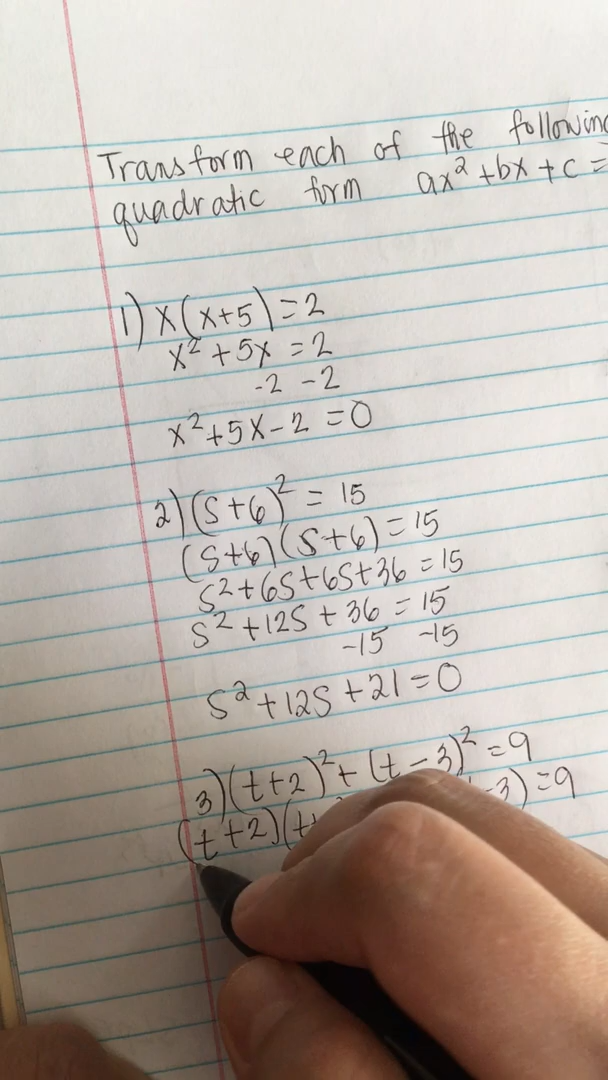 Transform each of the following
quadratic form ax² + bx + c =
1) x(x+5) = 2
x² + 5x = 2
-2 -2
x² + 5x - 2 = 0
2) (s+6)² = 15
(s+6)(s+6) = 15
s² + 6s + 6s + 36 = 15
s² + 12s + 36 = 15
-15 -15
s² + 12s + 21 = 0
3) (t+2)² + (t-3)² = 9
(t+2)(t+ -3) = 9